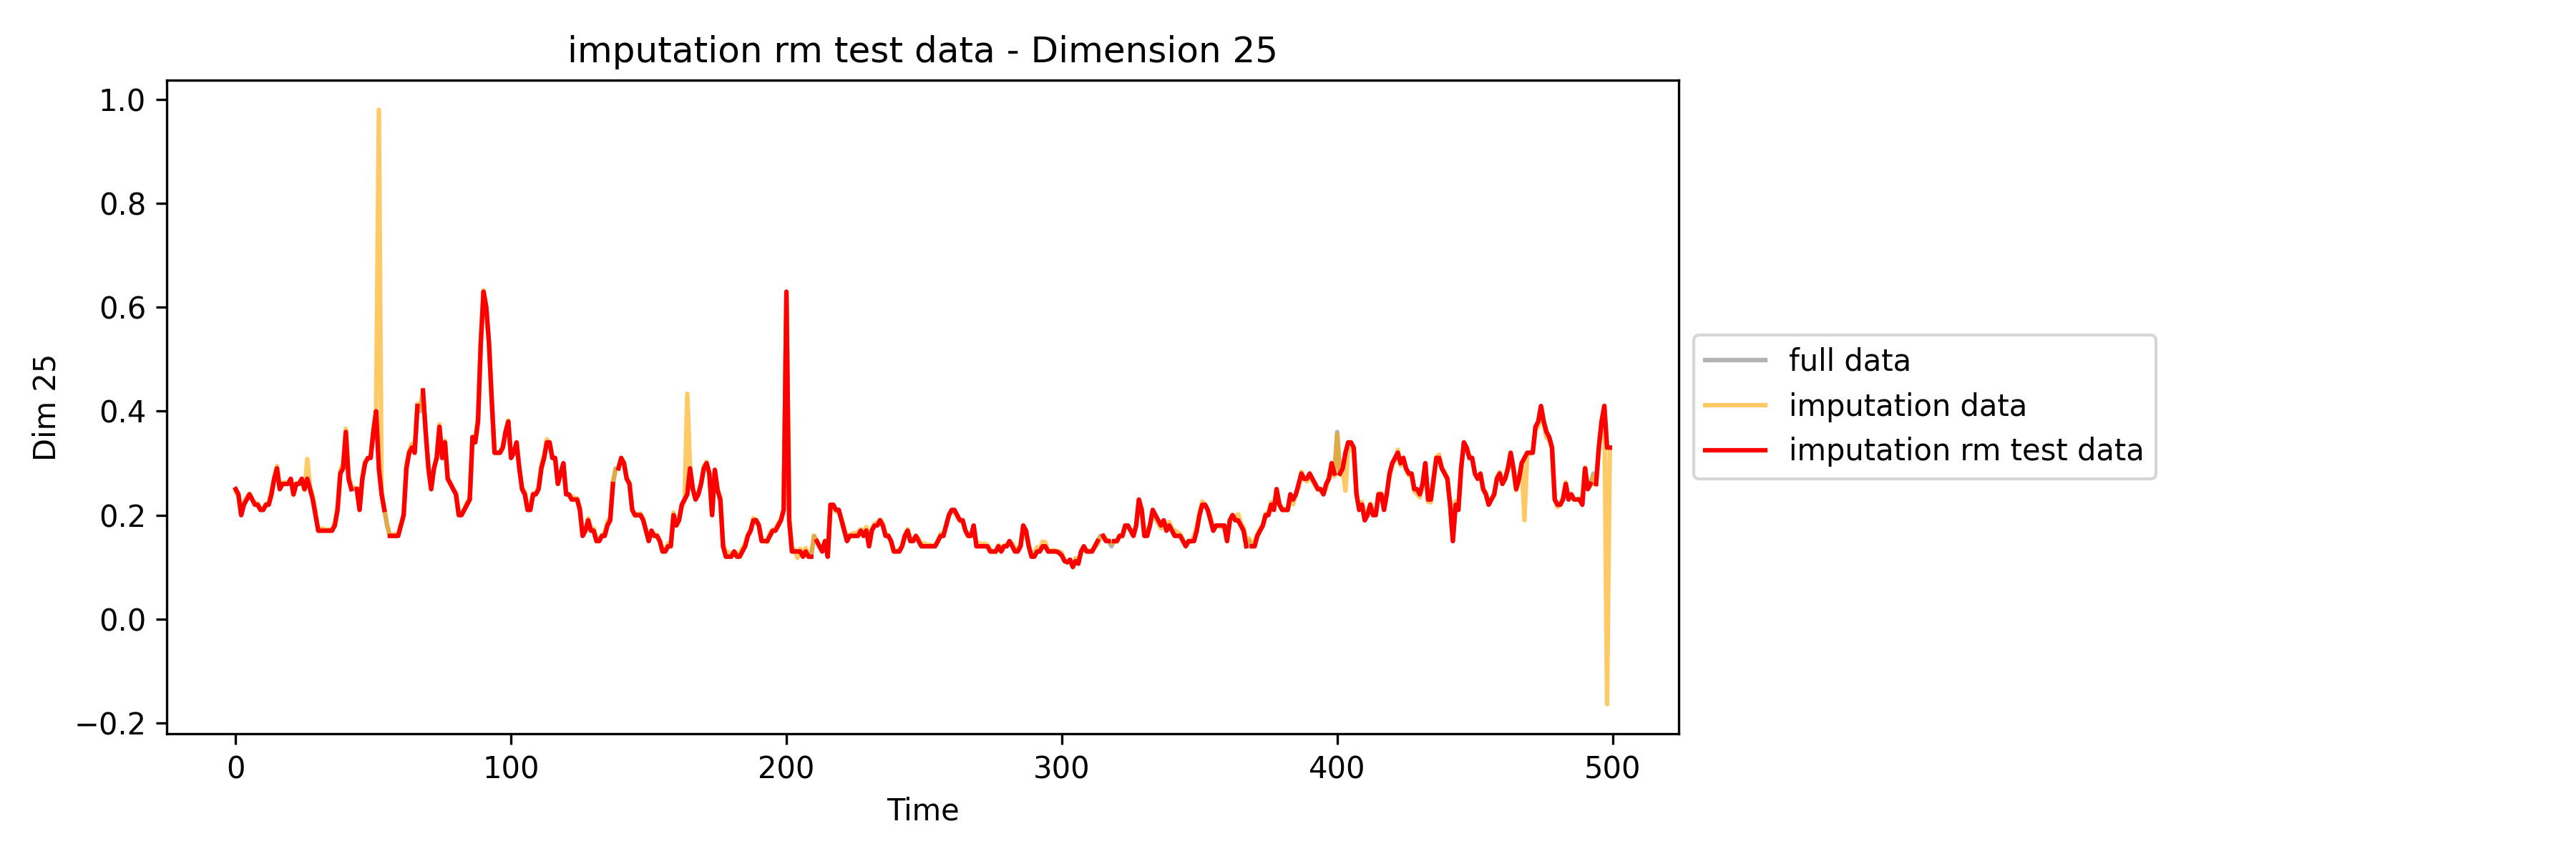 imputation rm test data - Dimension 25
1.0
0.8
0.6
0.4
0.2
0.0
−0.2
Dim 25
0 100 200 300 400 500
Time
full data
imputation data
imputation rm test data